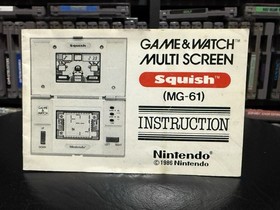 GAME&WATCH™
MULTI SCREEN
Squish™
(MG-61)
INSTRUCTION
Nintendo®
©1986 Nintendo